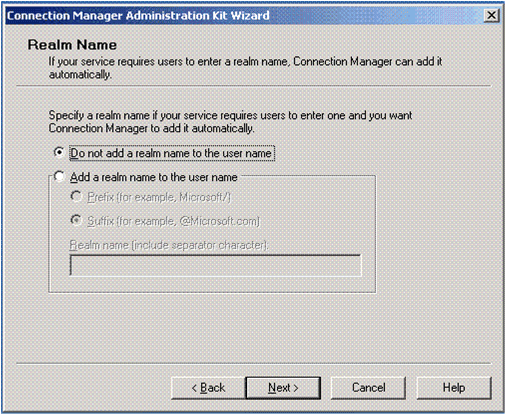 Connection Manager Administration Kit Wizard
Realm Name
If your service requires users to enter a realm name, Connection Manager can add it
automatically.
Specify a realm name if your service requires users to enter one and you want
Connection Manager to add it automatically.
Do not add a realm name to the user name
Add a realm name to the user name
Prefix (for example, Microsoft/)
Suffix (for example, @Microsoft.com)
Realm name (include separator character):
< Back
Next >
Cancel
Help